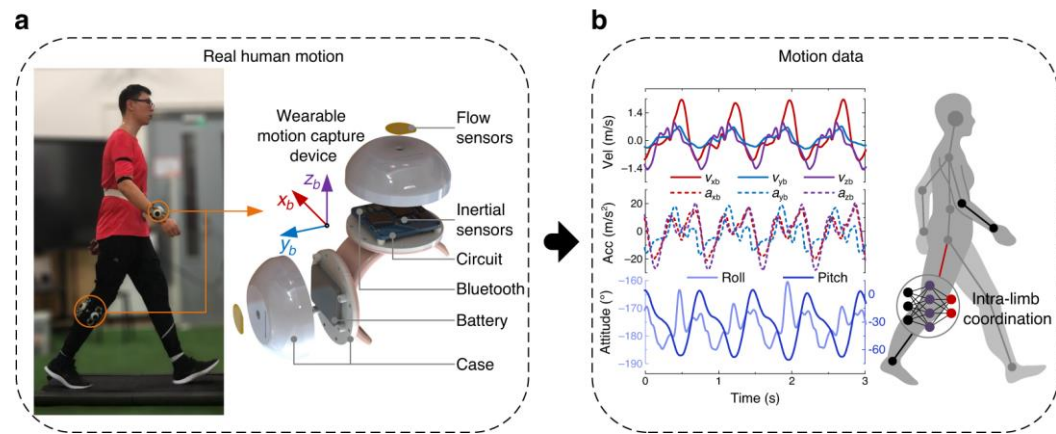 a
Real human motion
Wearable
motion capture
device
z_b
x_b
y_b
Flow
sensors
Inertial
sensors
Circuit
Bluetooth
Battery
Case
b
Motion data
Vel (m/s)
1.4
0.0
−1.4
v_xb v_yb v_zb
a_xb a_yb a_zb
Acc (m/s²)
20
0
−20
Roll Pitch
Attitude (°)
−160
−170
−180
−190
0
−30
−60
0 1 2 3
Time (s)
Intra-limb
coordination